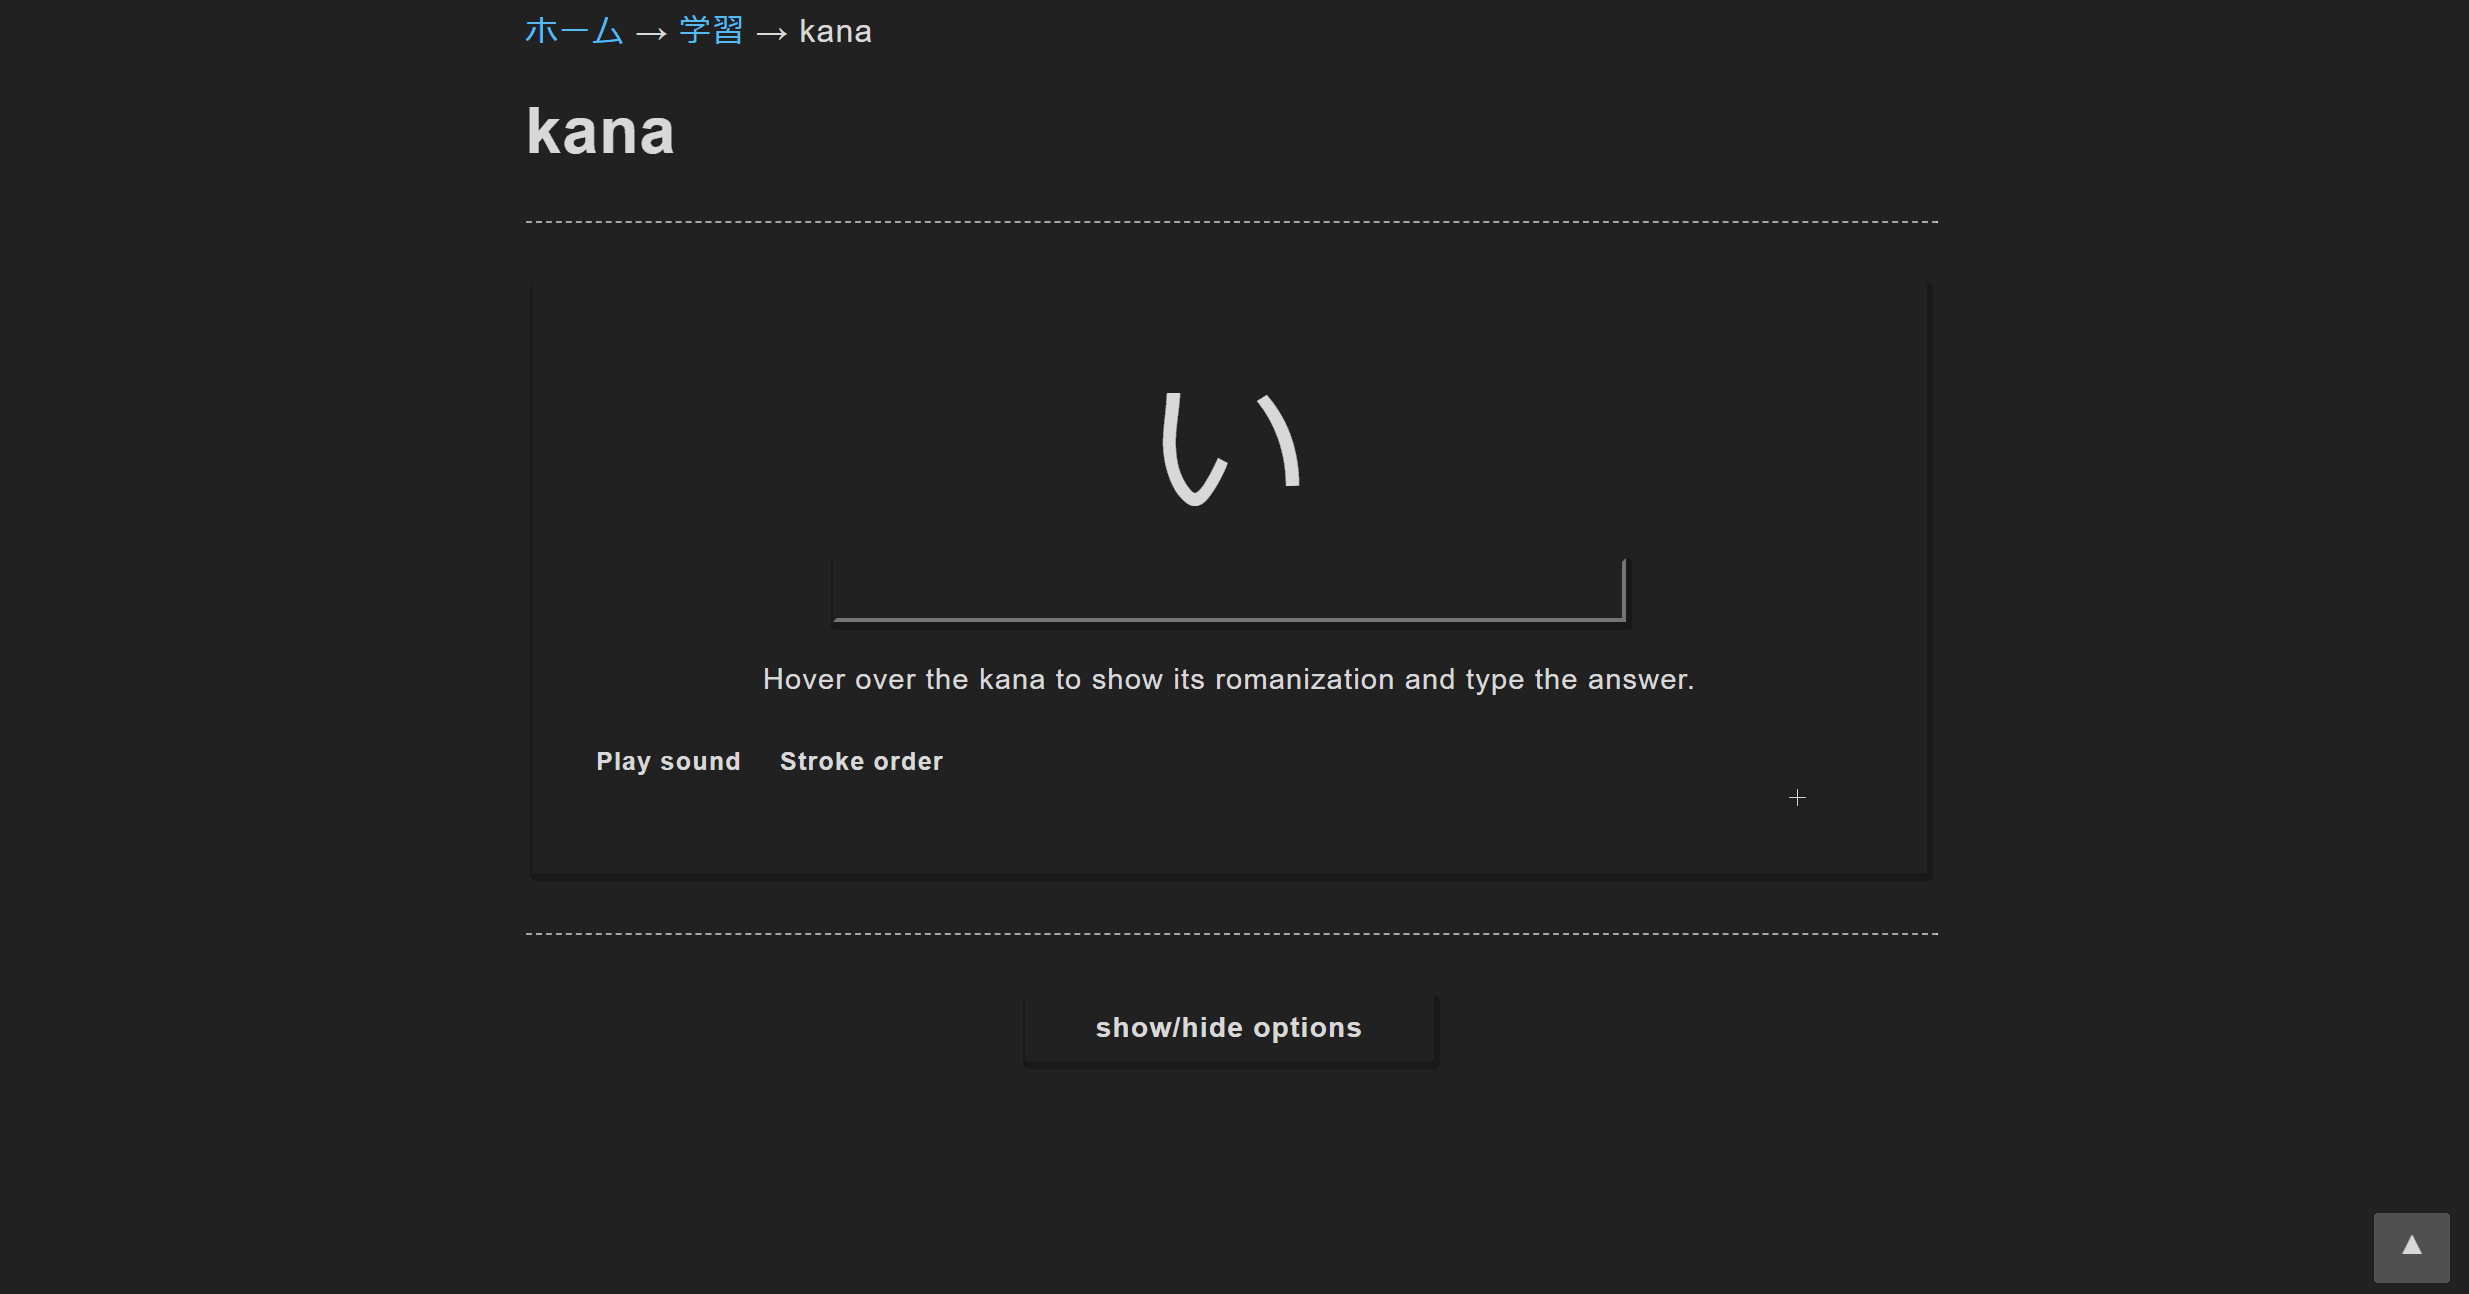 ホーム → 学習 → kana
kana
い
Hover over the kana to show its romanization and type the answer.
Play sound Stroke order
show/hide options
▲